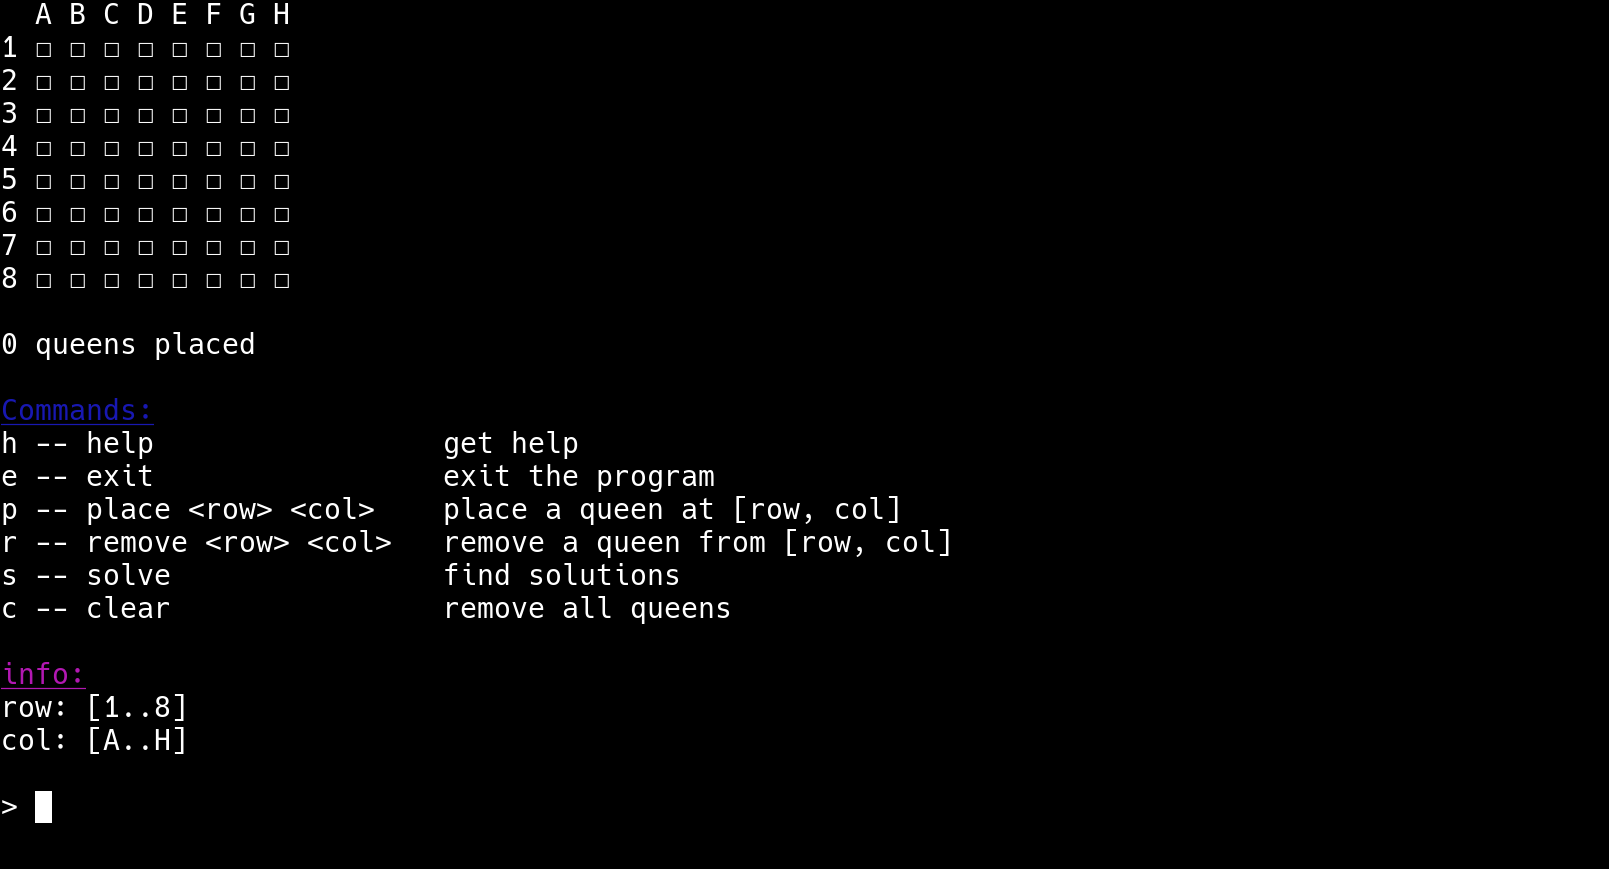 A B C D E F G H
1 □ □ □ □ □ □ □ □
2 □ □ □ □ □ □ □ □
3 □ □ □ □ □ □ □ □
4 □ □ □ □ □ □ □ □
5 □ □ □ □ □ □ □ □
6 □ □ □ □ □ □ □ □
7 □ □ □ □ □ □ □ □
8 □ □ □ □ □ □ □ □
0 queens placed
Commands:
h -- help get help
e -- exit exit the program
p -- place <row> <col> place a queen at [row, col]
r -- remove <row> <col> remove a queen from [row, col]
s -- solve find solutions
c -- clear remove all queens
info:
row: [1..8]
col: [A..H]
>